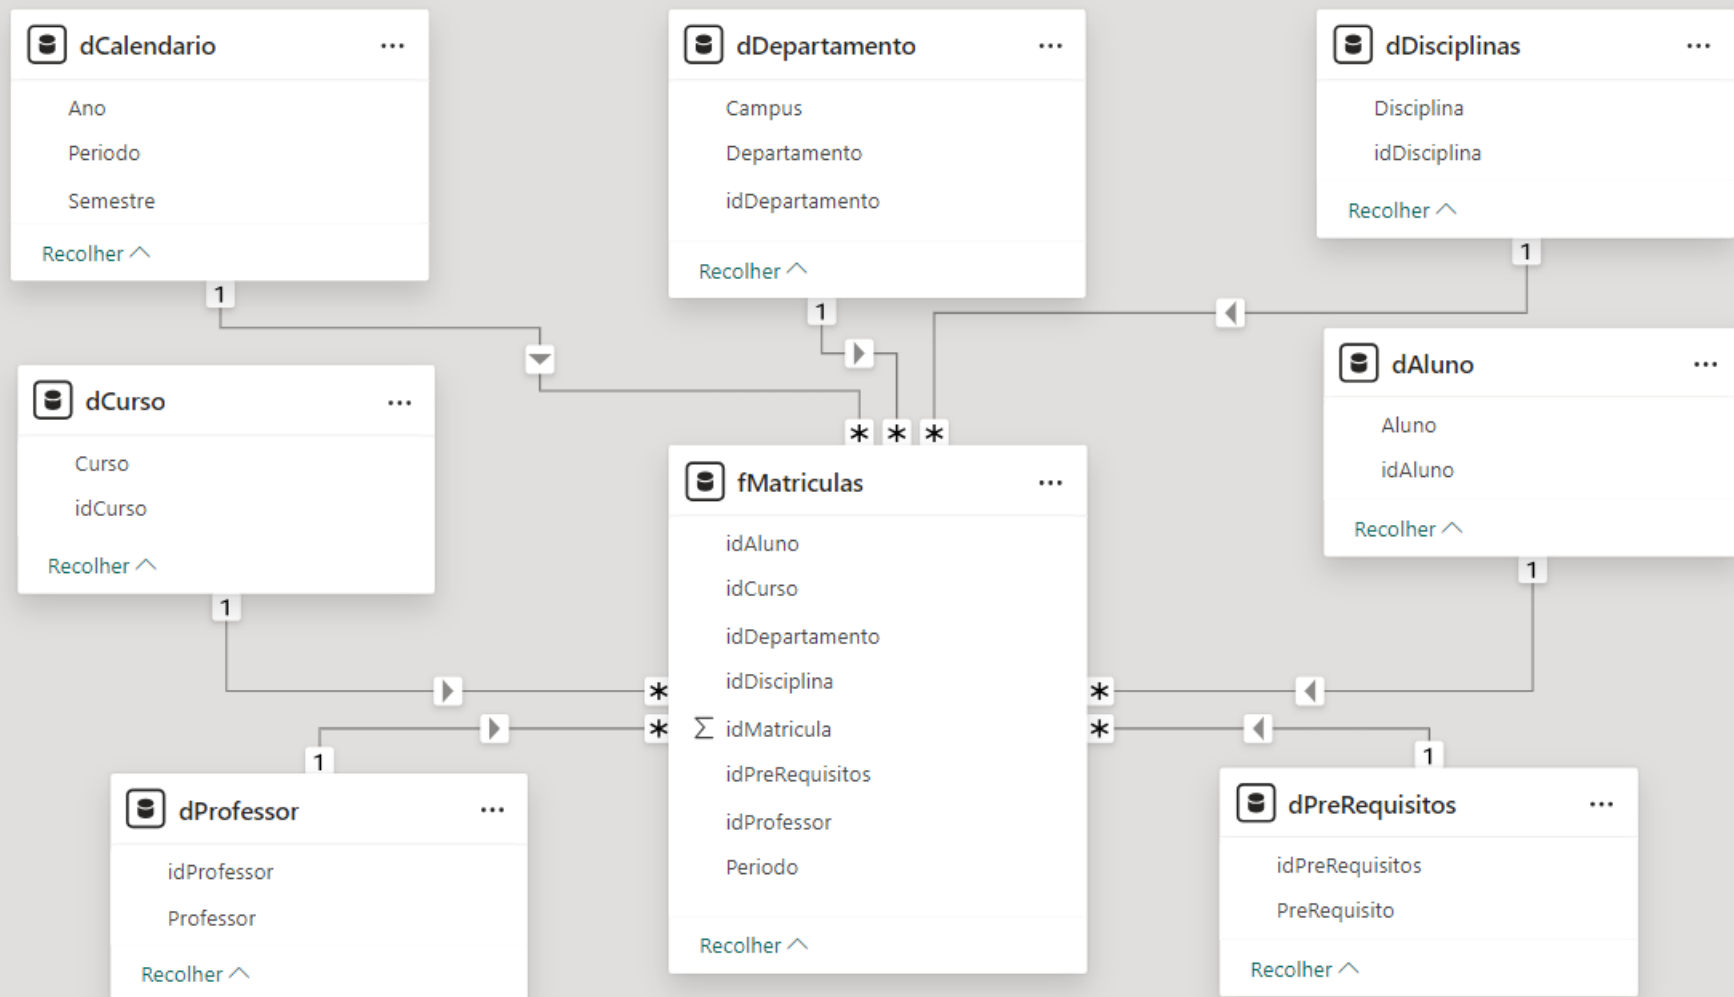 dCalendario
Ano
Periodo
Semestre
Recolher
1
dDepartamento
Campus
Departamento
idDepartamento
Recolher
1
dDisciplinas
Disciplina
idDisciplina
Recolher
1
dCurso
Curso
idCurso
Recolher
1
dAluno
Aluno
idAluno
Recolher
1
* * *
fMatriculas
idAluno
idCurso
idDepartamento
idDisciplina
Σ idMatricula
idPreRequisitos
idProfessor
Periodo
Recolher
*
*
*
*
1
dProfessor
idProfessor
Professor
Recolher
1
dPreRequisitos
idPreRequisitos
PreRequisito
Recolher